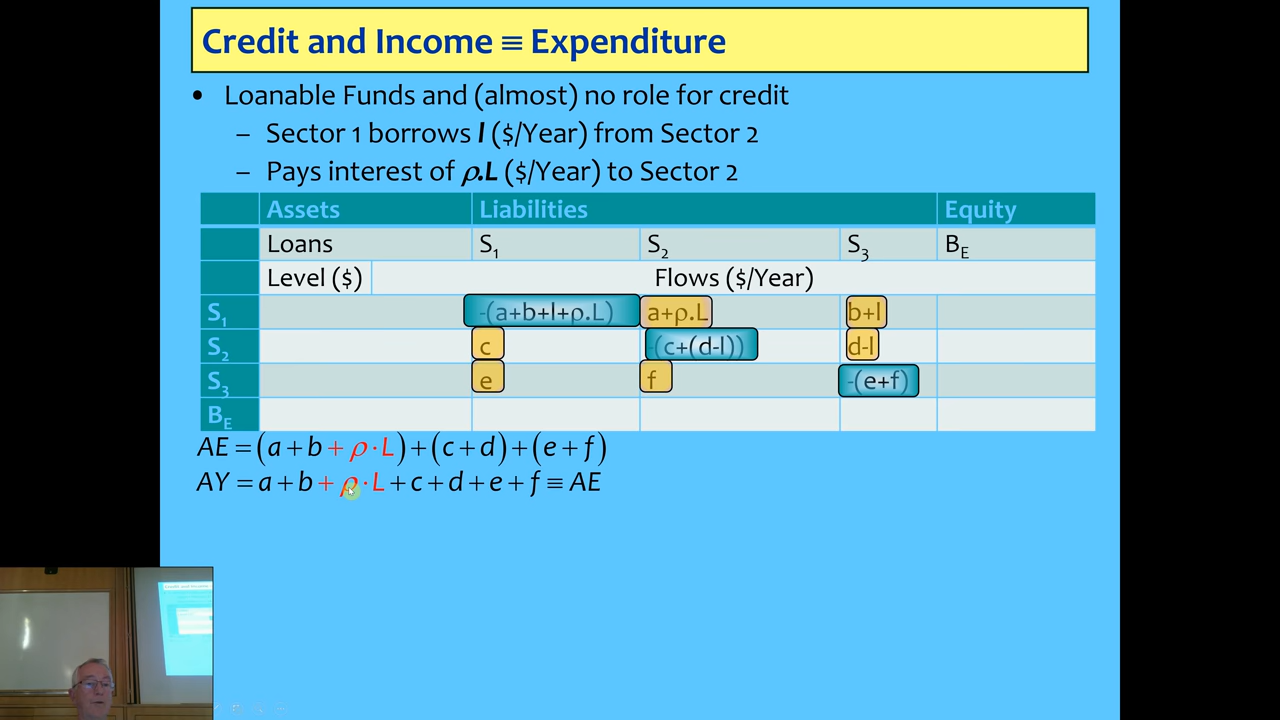 Credit and Income ≡ Expenditure
• Loanable Funds and (almost) no role for credit
– Sector 1 borrows l ($/Year) from Sector 2
– Pays interest of ρ.L ($/Year) to Sector 2
Assets Liabilities Equity
Loans S1 S2 S3 BE
Level ($) Flows ($/Year)
S1 -(a+b+l+ρ.L) a+ρ.L b+l
S2 c -(c+(d-l)) d-l
S3 e f -(e+f)
BE
AE = (a + b + ρ · L) + (c + d) + (e + f)
AY = a + b + ρ · L + c + d + e + f ≡ AE